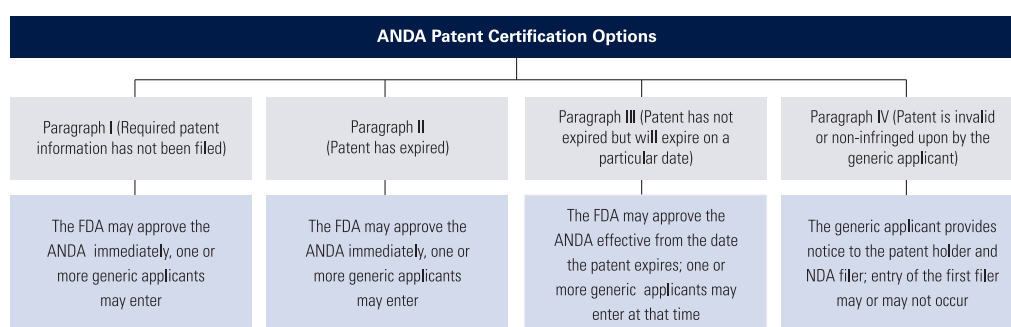 ANDA Patent Certification Options
Paragraph I (Required patent
information has not been filed)
Paragraph II
(Patent has expired)
Paragraph III (Patent has not
expired but will expire on a
particular date)
Paragraph IV (Patent is invalid
or non-infringed upon by the
generic applicant)
The FDA may approve the
ANDA immediately, one or
more generic applicants
may enter
The FDA may approve the
ANDA immediately, one or
more generic applicants
may enter
The FDA may approve the
ANDA effective from the date
the patent expires; one or
more generic applicants may
enter at that time
The generic applicant provides
notice to the patent holder and
NDA filer; entry of the first filer
may or may not occur